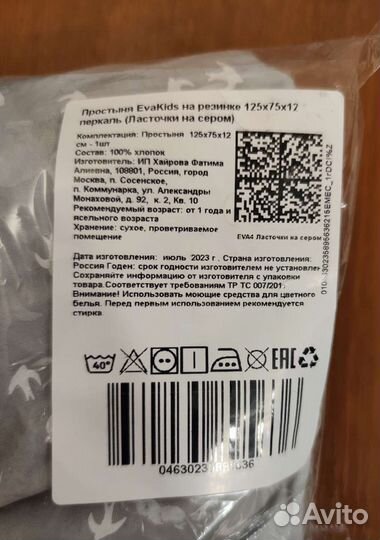 Простыня EvaKids на резинке 125x75x12
перкаль (Ласточки на сером)
Комплектация: Простыня 125x75x12
см - 1шт
Состав: 100% хлопок
Изготовитель: ИП Хайрова Фатима
Алиевна, 108801, Россия, город
Москва, п. Сосенское,
п. Коммунарка, ул. Александры
Монаховой, д. 92, к. 2, Кв. 10
Рекомендуемый возраст: от 1 года и
ясельного возраста
Хранение: сухое, проветриваемое
помещение
EVA4 Ласточки на сером
Дата изготовления: июль 2023 г. Страна изготовления:
Россия Годен: срок годности изготовителем не установлен
Сохраняйте информацию от изготовителя с упаковки
товара.Соответствует требованиям ТР ТС 007/201
Внимание! Использовать моющие средства для цветного
белья. Перед первым использованием рекомендуется
стирка
40°
EAC
Avito